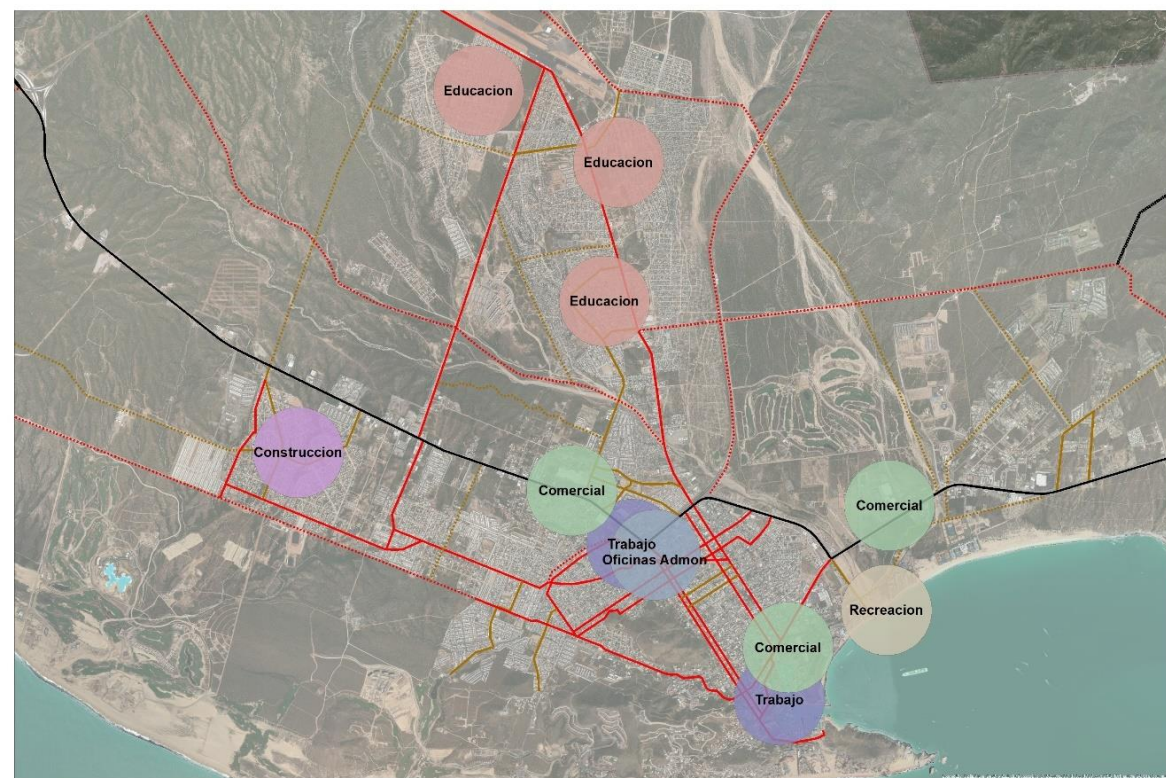 Educacion
Educacion
Educacion
Construccion
Comercial
Comercial
Trabajo
Oficinas Admon
Recreacion
Comercial
Trabajo